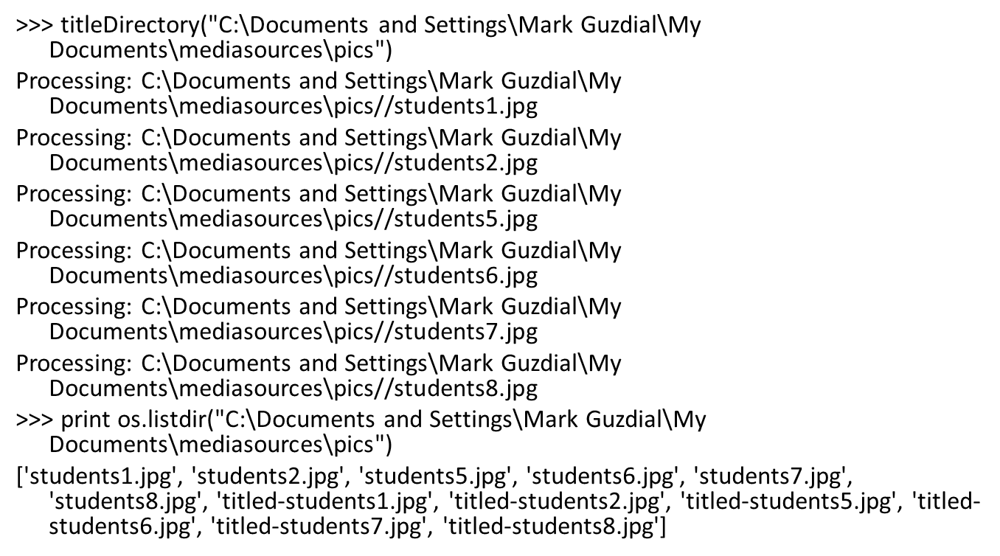 >>> titleDirectory("C:\Documents and Settings\Mark Guzdial\My
Documents\mediasources\pics")
Processing: C:\Documents and Settings\Mark Guzdial\My
Documents\mediasources\pics//students1.jpg
Processing: C:\Documents and Settings\Mark Guzdial\My
Documents\mediasources\pics//students2.jpg
Processing: C:\Documents and Settings\Mark Guzdial\My
Documents\mediasources\pics//students5.jpg
Processing: C:\Documents and Settings\Mark Guzdial\My
Documents\mediasources\pics//students6.jpg
Processing: C:\Documents and Settings\Mark Guzdial\My
Documents\mediasources\pics//students7.jpg
Processing: C:\Documents and Settings\Mark Guzdial\My
Documents\mediasources\pics//students8.jpg
>>> print os.listdir("C:\Documents and Settings\Mark Guzdial\My
Documents\mediasources\pics")
['students1.jpg', 'students2.jpg', 'students5.jpg', 'students6.jpg', 'students7.jpg',
'students8.jpg', 'titled-students1.jpg', 'titled-students2.jpg', 'titled-students5.jpg', 'titled-
students6.jpg', 'titled-students7.jpg', 'titled-students8.jpg']